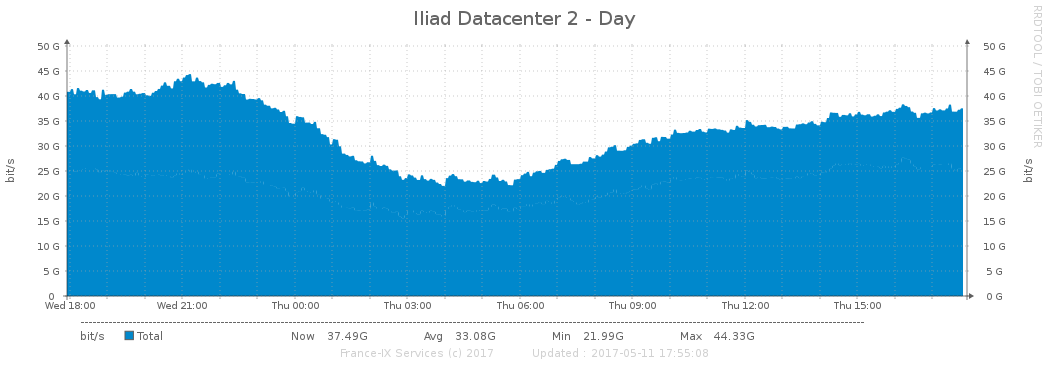 Iliad Datacenter 2 - Day
RRDTOOL / TOBI OETIKER
50 G 50 G
45 G 45 G
40 G 40 G
35 G 35 G
30 G 30 G
25 G 25 G
20 G 20 G
15 G 15 G
10 G 10 G
5 G 5 G
0 0 G
bit/s bit/s
Wed 18:00 Wed 21:00 Thu 00:00 Thu 03:00 Thu 06:00 Thu 09:00 Thu 12:00 Thu 15:00
bit/s Total Now 37.49G Avg 33.08G Min 21.99G Max 44.33G
France-IX Services (c) 2017 Updated : 2017-05-11 17:55:08